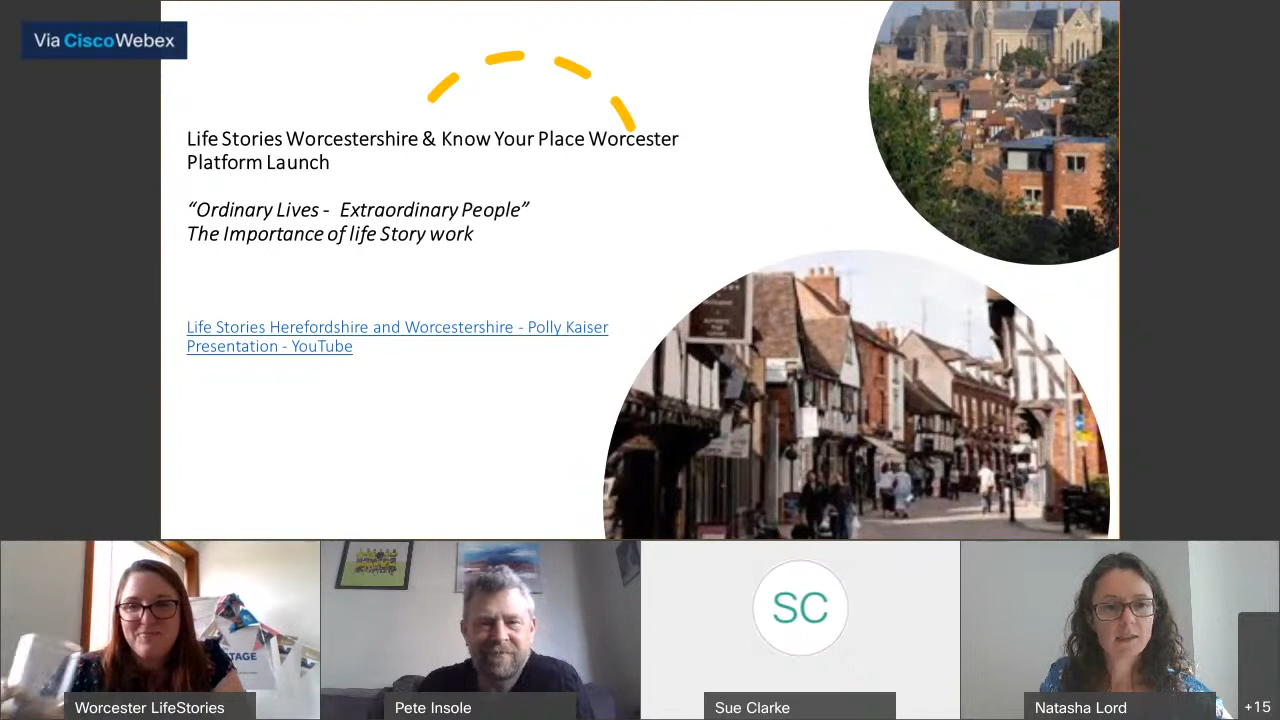 Via Cisco Webex
Life Stories Worcestershire & Know Your Place Worcester
Platform Launch
“Ordinary Lives - Extraordinary People”
The Importance of life Story work
Life Stories Herefordshire and Worcestershire - Polly Kaiser
Presentation - YouTube
TAGE
SC
Worcester LifeStories
Pete Insole
Sue Clarke
Natasha Lord
+15